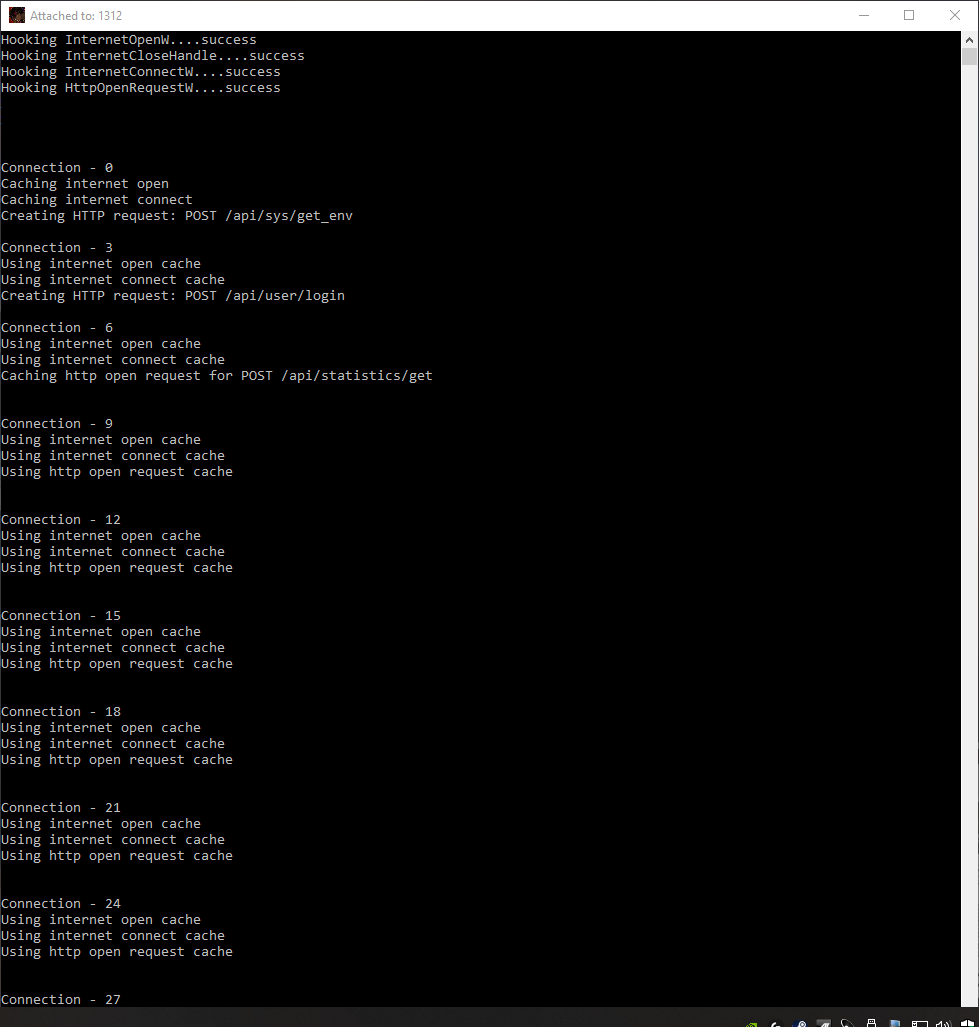 Attached to: 1312
Hooking InternetOpenW....success
Hooking InternetCloseHandle....success
Hooking InternetConnectW....success
Hooking HttpOpenRequestW....success
Connection - 0
Caching internet open
Caching internet connect
Creating HTTP request: POST /api/sys/get_env
Connection - 3
Using internet open cache
Using internet connect cache
Creating HTTP request: POST /api/user/login
Connection - 6
Using internet open cache
Using internet connect cache
Caching http open request for POST /api/statistics/get
Connection - 9
Using internet open cache
Using internet connect cache
Using http open request cache
Connection - 12
Using internet open cache
Using internet connect cache
Using http open request cache
Connection - 15
Using internet open cache
Using internet connect cache
Using http open request cache
Connection - 18
Using internet open cache
Using internet connect cache
Using http open request cache
Connection - 21
Using internet open cache
Using internet connect cache
Using http open request cache
Connection - 24
Using internet open cache
Using internet connect cache
Using http open request cache
Connection - 27